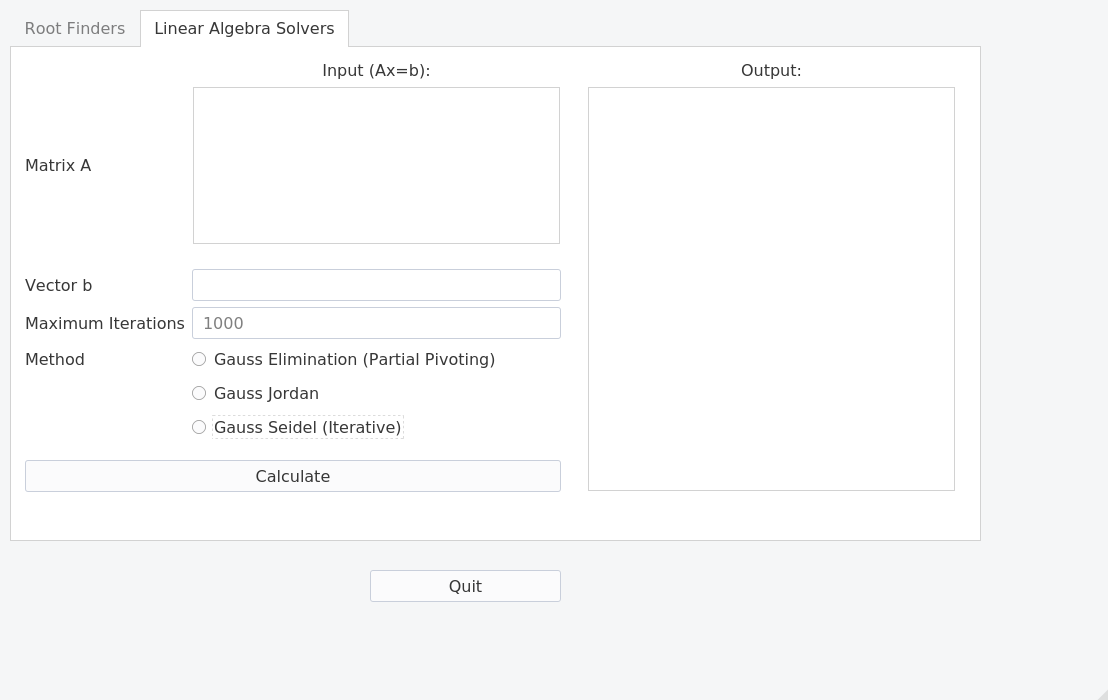 Root Finders
Linear Algebra Solvers
Input (Ax=b):
Output:
Matrix A
Vector b
Maximum Iterations
1000
Method
Gauss Elimination (Partial Pivoting)
Gauss Jordan
Gauss Seidel (Iterative)
Calculate
Quit